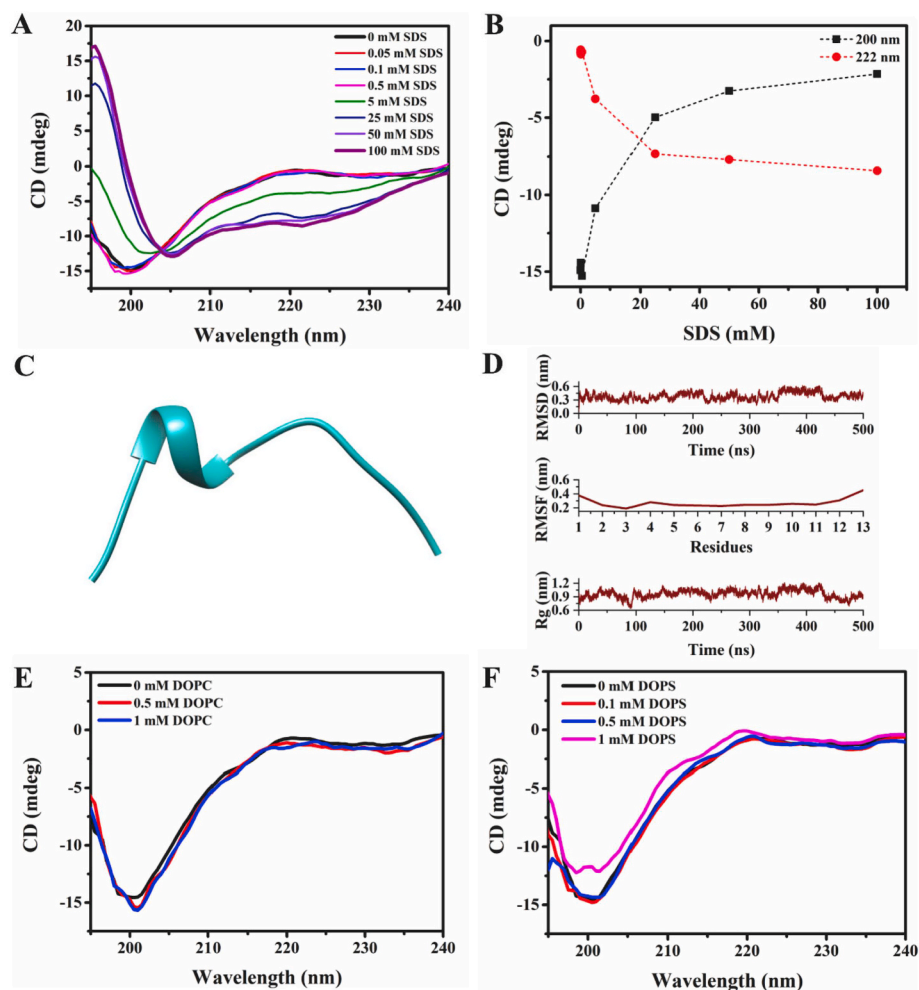 A
20
15
10
5
0
-5
-10
-15
CD (mdeg)
200 210 220 230 240
Wavelength (nm)
0 mM SDS
0.05 mM SDS
0.1 mM SDS
0.5 mM SDS
5 mM SDS
25 mM SDS
50 mM SDS
100 mM SDS
B
0
-5
-10
-15
CD (mdeg)
0 20 40 60 80 100
SDS (mM)
200 nm
222 nm
C
D
RMSD (nm)
0.6
0.3
0.0
0 100 200 300 400 500
Time (ns)
RMSF (nm)
0.6
0.4
0.2
1 2 3 4 5 6 7 8 9 10 11 12 13
Residues
Rg (nm)
1.2
0.9
0.6
0 100 200 300 400 500
Time (ns)
E
5
0
-5
-10
-15
CD (mdeg)
200 210 220 230 240
Wavelength (nm)
0 mM DOPC
0.5 mM DOPC
1 mM DOPC
F
5
0
-5
-10
-15
CD (mdeg)
200 210 220 230 240
Wavelength (nm)
0 mM DOPS
0.1 mM DOPS
0.5 mM DOPS
1 mM DOPS